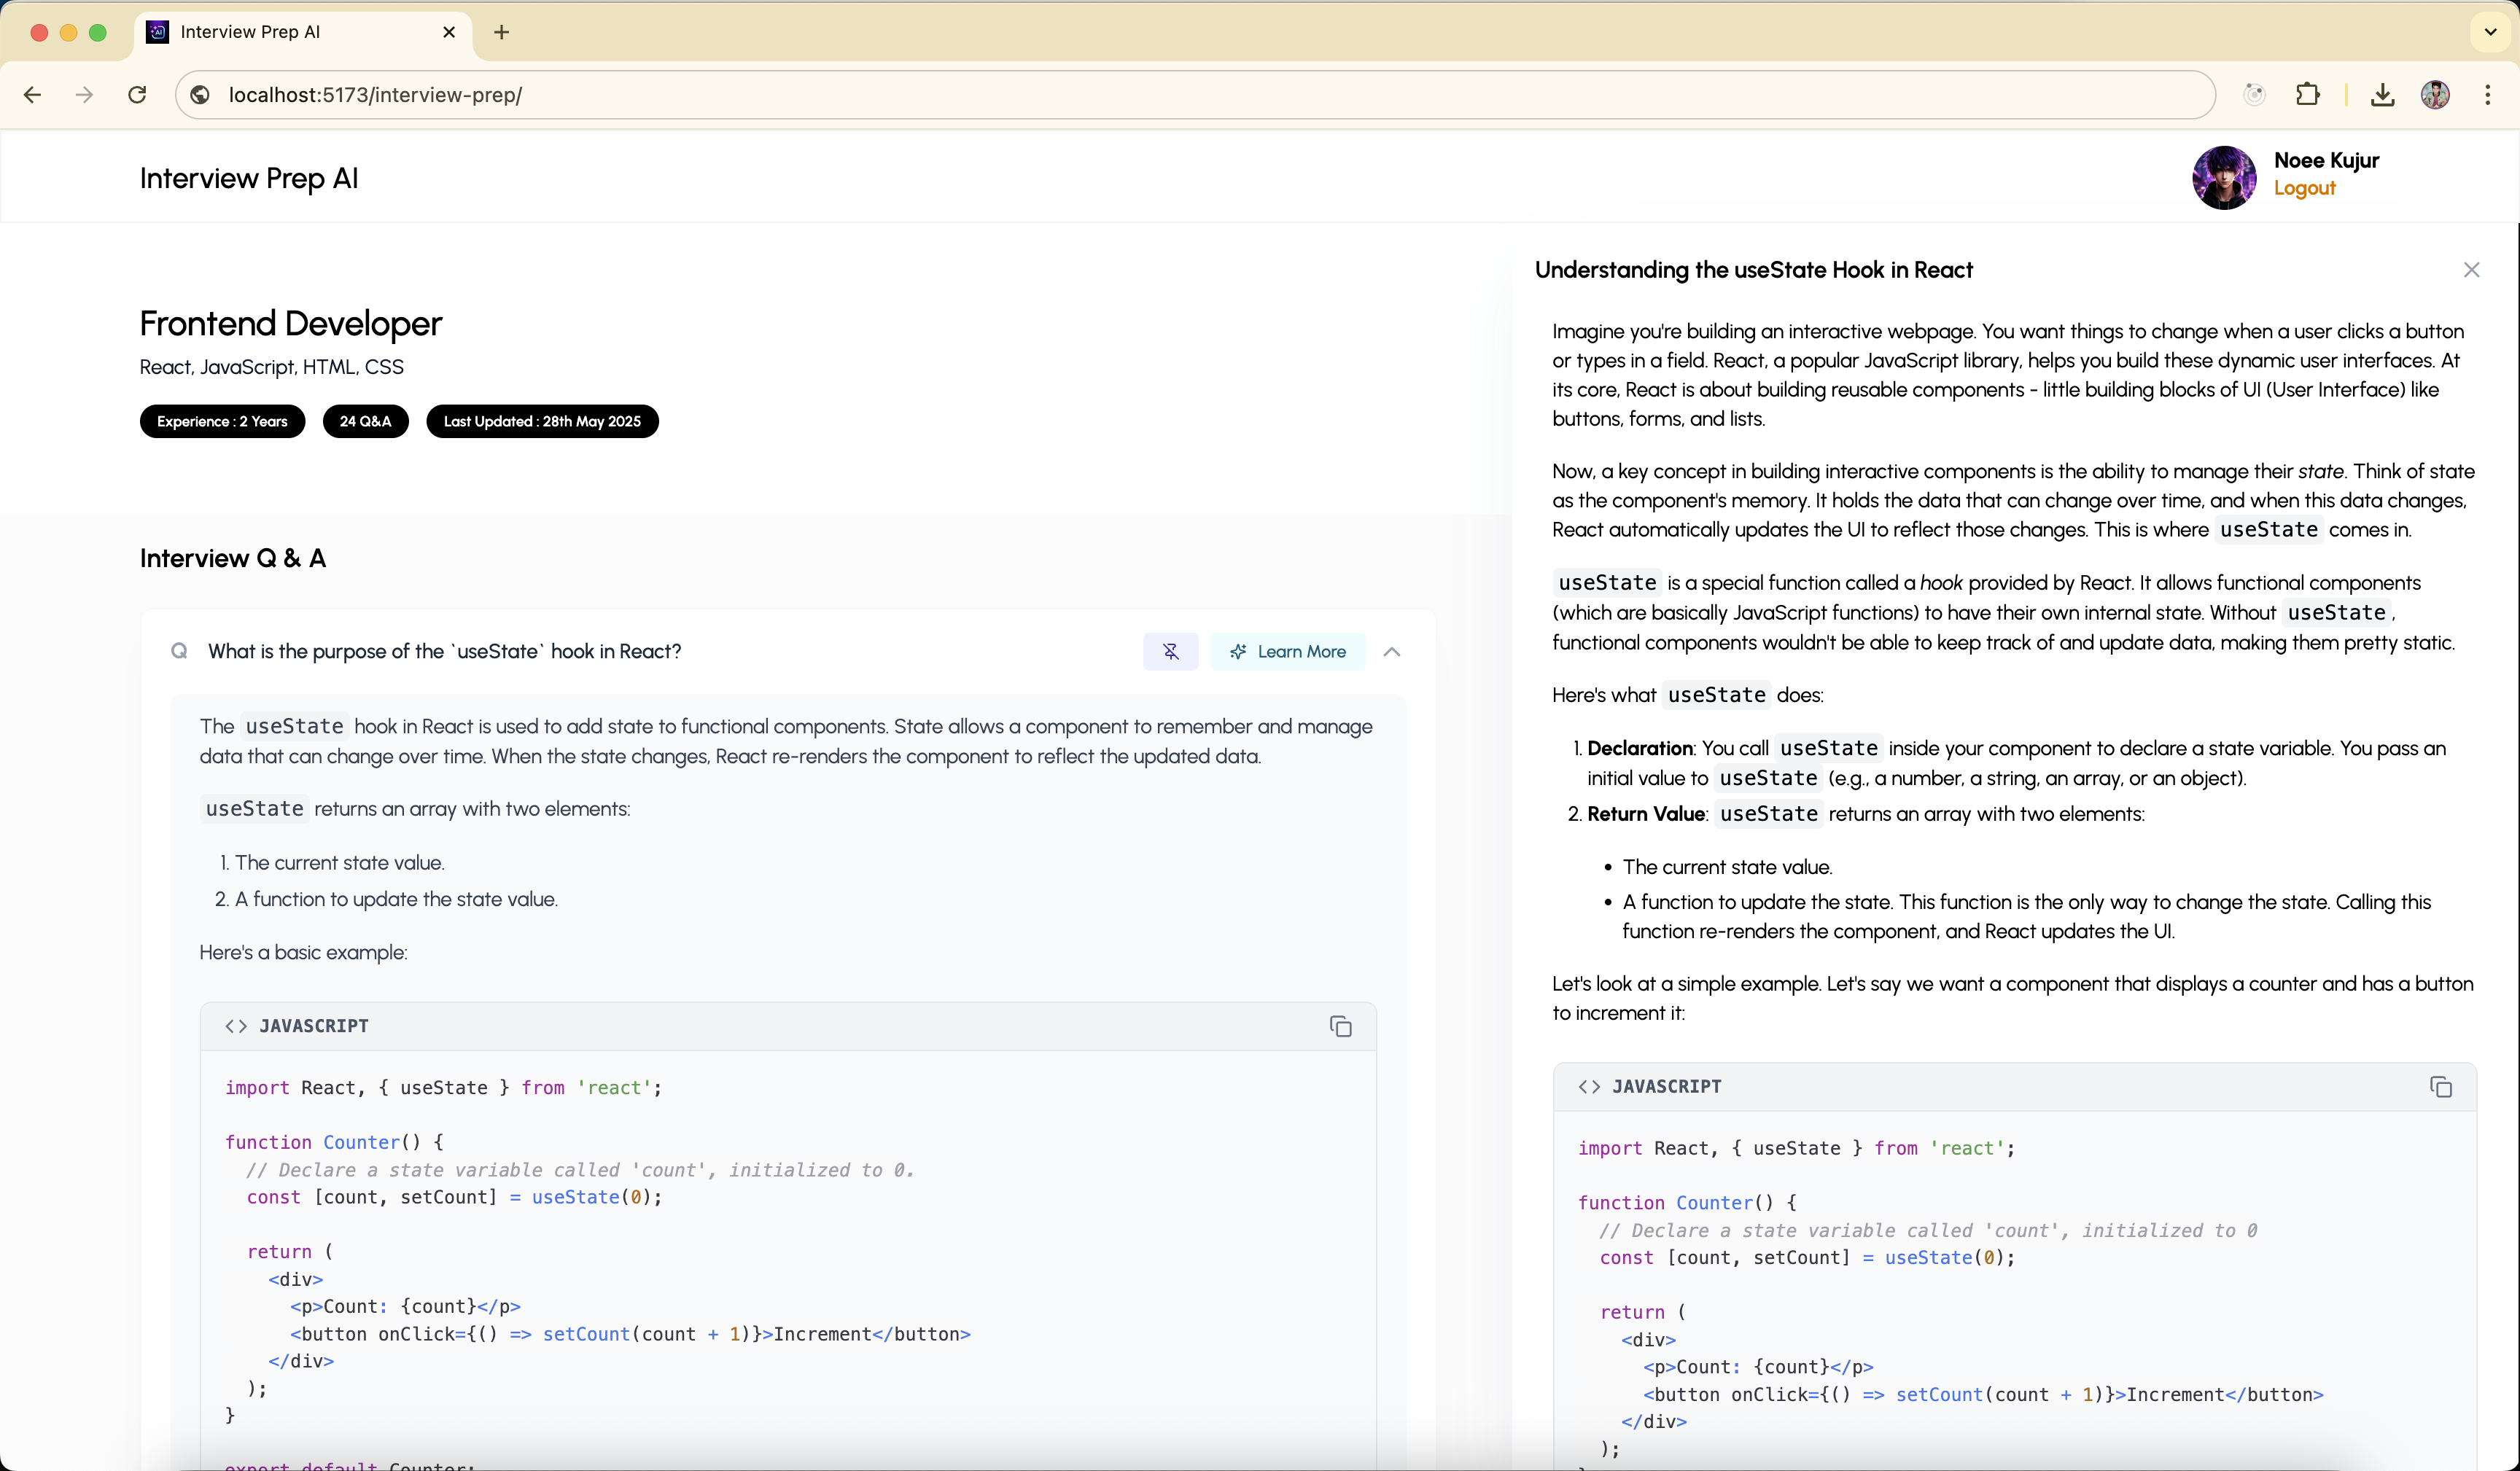 Interview Prep AI
localhost:5173/interview-prep/
Interview Prep AI
Noee Kujur
Logout
Frontend Developer
React, JavaScript, HTML, CSS
Experience : 2 Years
24 Q&A
Last Updated : 28th May 2025
Interview Q & A
Q What is the purpose of the `useState` hook in React?
Learn More
The useState hook in React is used to add state to functional components. State allows a component to remember and manage
data that can change over time. When the state changes, React re-renders the component to reflect the updated data.
useState returns an array with two elements:
1. The current state value.
2. A function to update the state value.
Here's a basic example:
<> JAVASCRIPT
import React, { useState } from 'react';
function Counter() {
// Declare a state variable called 'count', initialized to 0.
const [count, setCount] = useState(0);
return (
<div>
<p>Count: {count}</p>
<button onClick={() => setCount(count + 1)}>Increment</button>
</div>
);
}
export default Counter;
Understanding the useState Hook in React
Imagine you're building an interactive webpage. You want things to change when a user clicks a button
or types in a field. React, a popular JavaScript library, helps you build these dynamic user interfaces. At
its core, React is about building reusable components - little building blocks of UI (User Interface) like
buttons, forms, and lists.
Now, a key concept in building interactive components is the ability to manage their state. Think of state
as the component's memory. It holds the data that can change over time, and when this data changes,
React automatically updates the UI to reflect those changes. This is where useState comes in.
useState is a special function called a hook provided by React. It allows functional components
(which are basically JavaScript functions) to have their own internal state. Without useState,
functional components wouldn't be able to keep track of and update data, making them pretty static.
Here's what useState does:
1. Declaration: You call useState inside your component to declare a state variable. You pass an
initial value to useState (e.g., a number, a string, an array, or an object).
2. Return Value: useState returns an array with two elements:
• The current state value.
• A function to update the state. This function is the only way to change the state. Calling this
function re-renders the component, and React updates the UI.
Let's look at a simple example. Let's say we want a component that displays a counter and has a button
to increment it:
<> JAVASCRIPT
import React, { useState } from 'react';
function Counter() {
// Declare a state variable called 'count', initialized to 0
const [count, setCount] = useState(0);
return (
<div>
<p>Count: {count}</p>
<button onClick={() => setCount(count + 1)}>Increment</button>
</div>
);